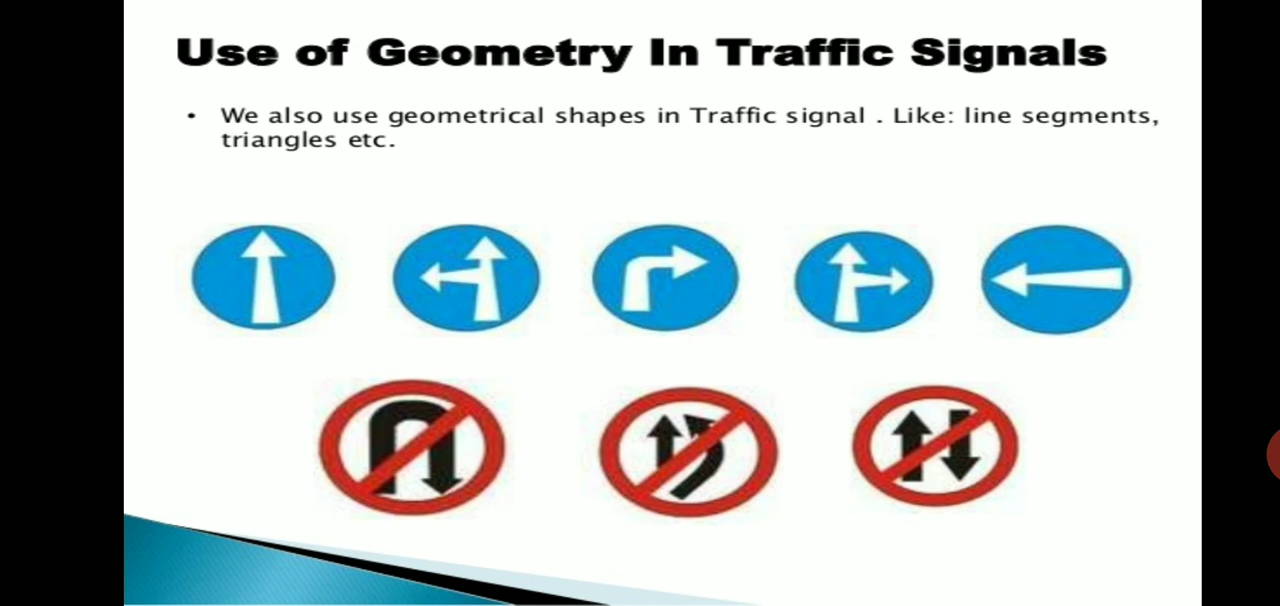 Use of Geometry In Traffic Signals
• We also use geometrical shapes in Traffic signal . Like: line segments,
triangles etc.